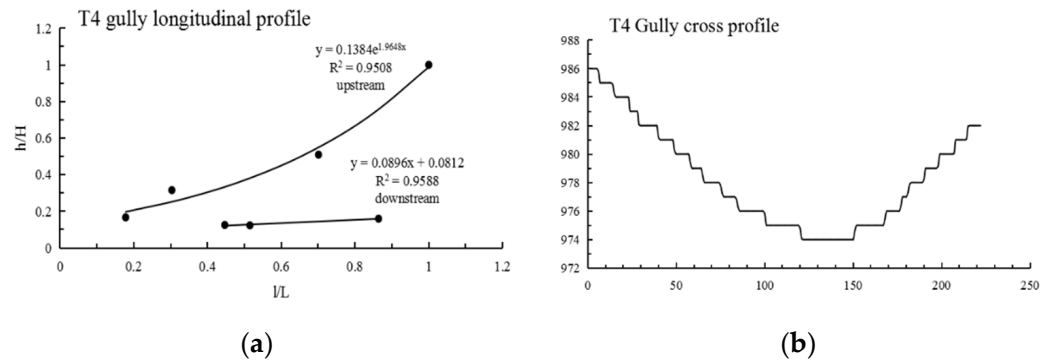 T4 gully longitudinal profile
1.2
1
0.8
0.6
0.4
0.2
0
h/H
y = 0.1384e^1.9648x
R² = 0.9508
upstream
y = 0.0896x + 0.0812
R² = 0.9588
downstream
0 0.2 0.4 0.6 0.8 1 1.2
l/L
(a)
T4 Gully cross profile
988
986
984
982
980
978
976
974
972
0 50 100 150 200 250
(b)